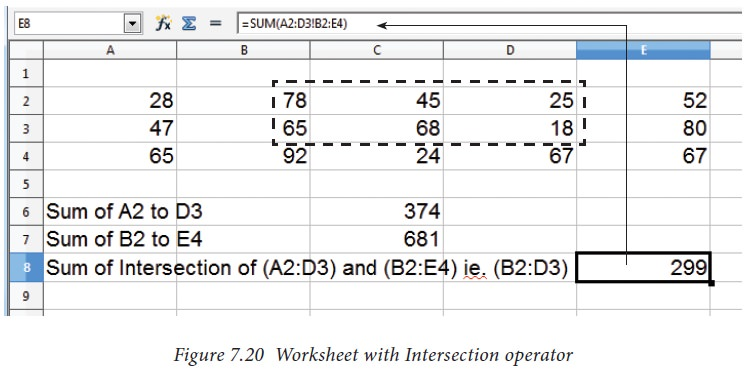 E8 fx Σ = =SUM(A2:D3!B2:E4)
A B C D E
1
2 28 78 45 25 52
3 47 65 68 18 80
4 65 92 24 67 67
5
6 Sum of A2 to D3 374
7 Sum of B2 to E4 681
8 Sum of Intersection of (A2:D3) and (B2:E4) ie. (B2:D3) 299
9
Figure 7.20 Worksheet with Intersection operator